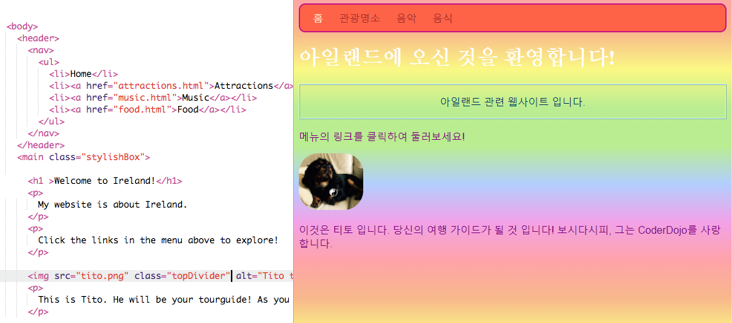 <body>
<header>
<nav>
<ul>
<li>Home</li>
<li><a href="attractions.html">Attractions</a>
<li><a href="music.html">Music</a></li>
<li><a href="food.html">Food</a></li>
</ul>
</nav>
</header>
<main class="stylishBox">
<h1 >Welcome to Ireland!</h1>
<p>
My website is about Ireland.
</p>
<p>
Click the links in the menu above to explore!
</p>
<img src="tito.png" class="topDivider" alt="Tito t
<p>
This is Tito. He will be your tourguide! As you
</p>
홈 관광명소 음악 음식
아일랜드에 오신 것을 환영합니다!
아일랜드 관련 웹사이트 입니다.
메뉴의 링크를 클릭하여 둘러보세요!
이것은 티토 입니다. 당신의 여행 가이드가 될 것 입니다! 보시다시피, 그는 CoderDojo를 사랑
합니다.